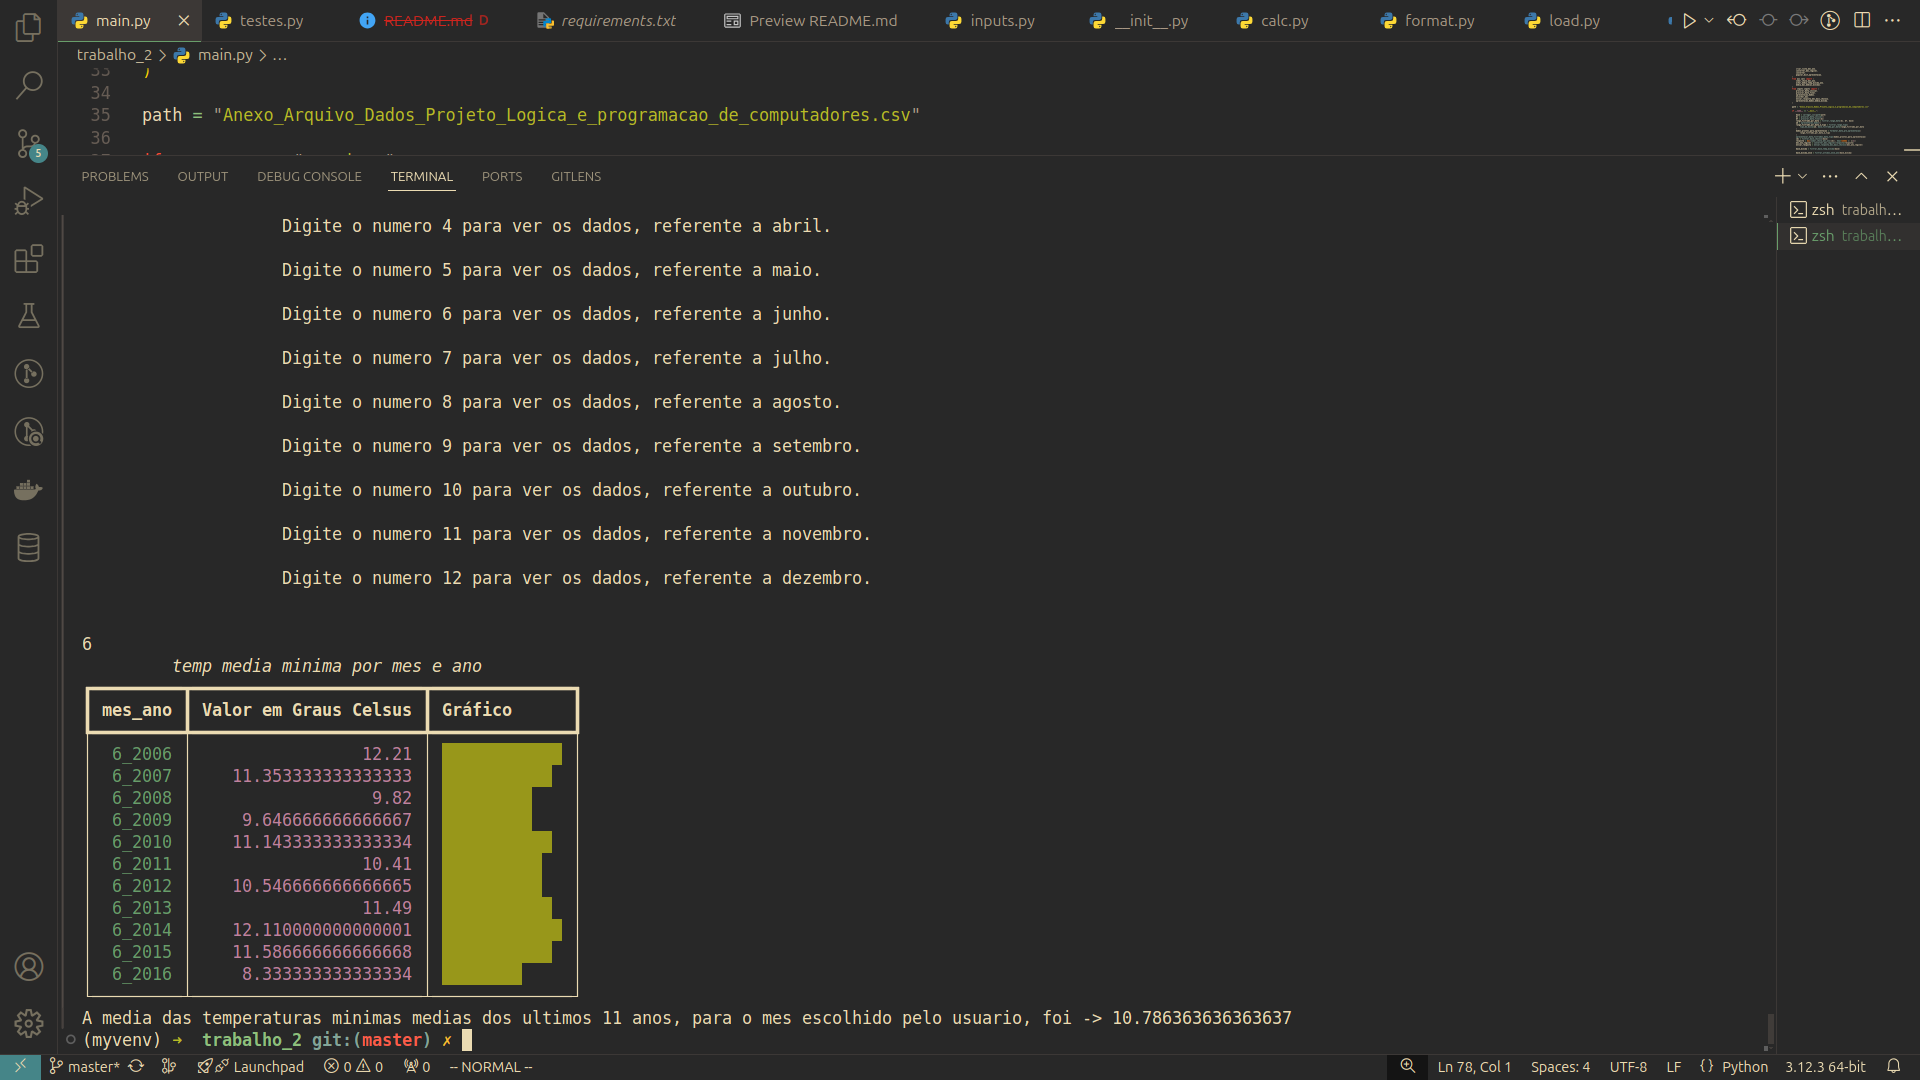 main.py
testes.py
README.md D
requirements.txt
Preview README.md
inputs.py
__init__.py
calc.py
format.py
load.py
trabalho_2 > main.py > ...
33 )
34
35 path = "Anexo_Arquivo_Dados_Projeto_Logica_e_programacao_de_computadores.csv"
36
PROBLEMS OUTPUT DEBUG CONSOLE TERMINAL PORTS GITLENS
zsh trabalh...
zsh trabalh...
Digite o numero 4 para ver os dados, referente a abril.
Digite o numero 5 para ver os dados, referente a maio.
Digite o numero 6 para ver os dados, referente a junho.
Digite o numero 7 para ver os dados, referente a julho.
Digite o numero 8 para ver os dados, referente a agosto.
Digite o numero 9 para ver os dados, referente a setembro.
Digite o numero 10 para ver os dados, referente a outubro.
Digite o numero 11 para ver os dados, referente a novembro.
Digite o numero 12 para ver os dados, referente a dezembro.
6
temp media minima por mes e ano
mes_ano Valor em Graus Celsus Gráfico
6_2006 12.21
6_2007 11.353333333333333
6_2008 9.82
6_2009 9.646666666666667
6_2010 11.143333333333334
6_2011 10.41
6_2012 10.546666666666665
6_2013 11.49
6_2014 12.110000000000001
6_2015 11.586666666666668
6_2016 8.333333333333334
A media das temperaturas minimas medias dos ultimos 11 anos, para o mes escolhido pelo usuario, foi -> 10.786363636363637
(myvenv) → trabalho_2 git:(master) ✗
5
master* Launchpad 0 0 0 -- NORMAL -- Ln 78, Col 1 Spaces: 4 UTF-8 LF {} Python 3.12.3 64-bit